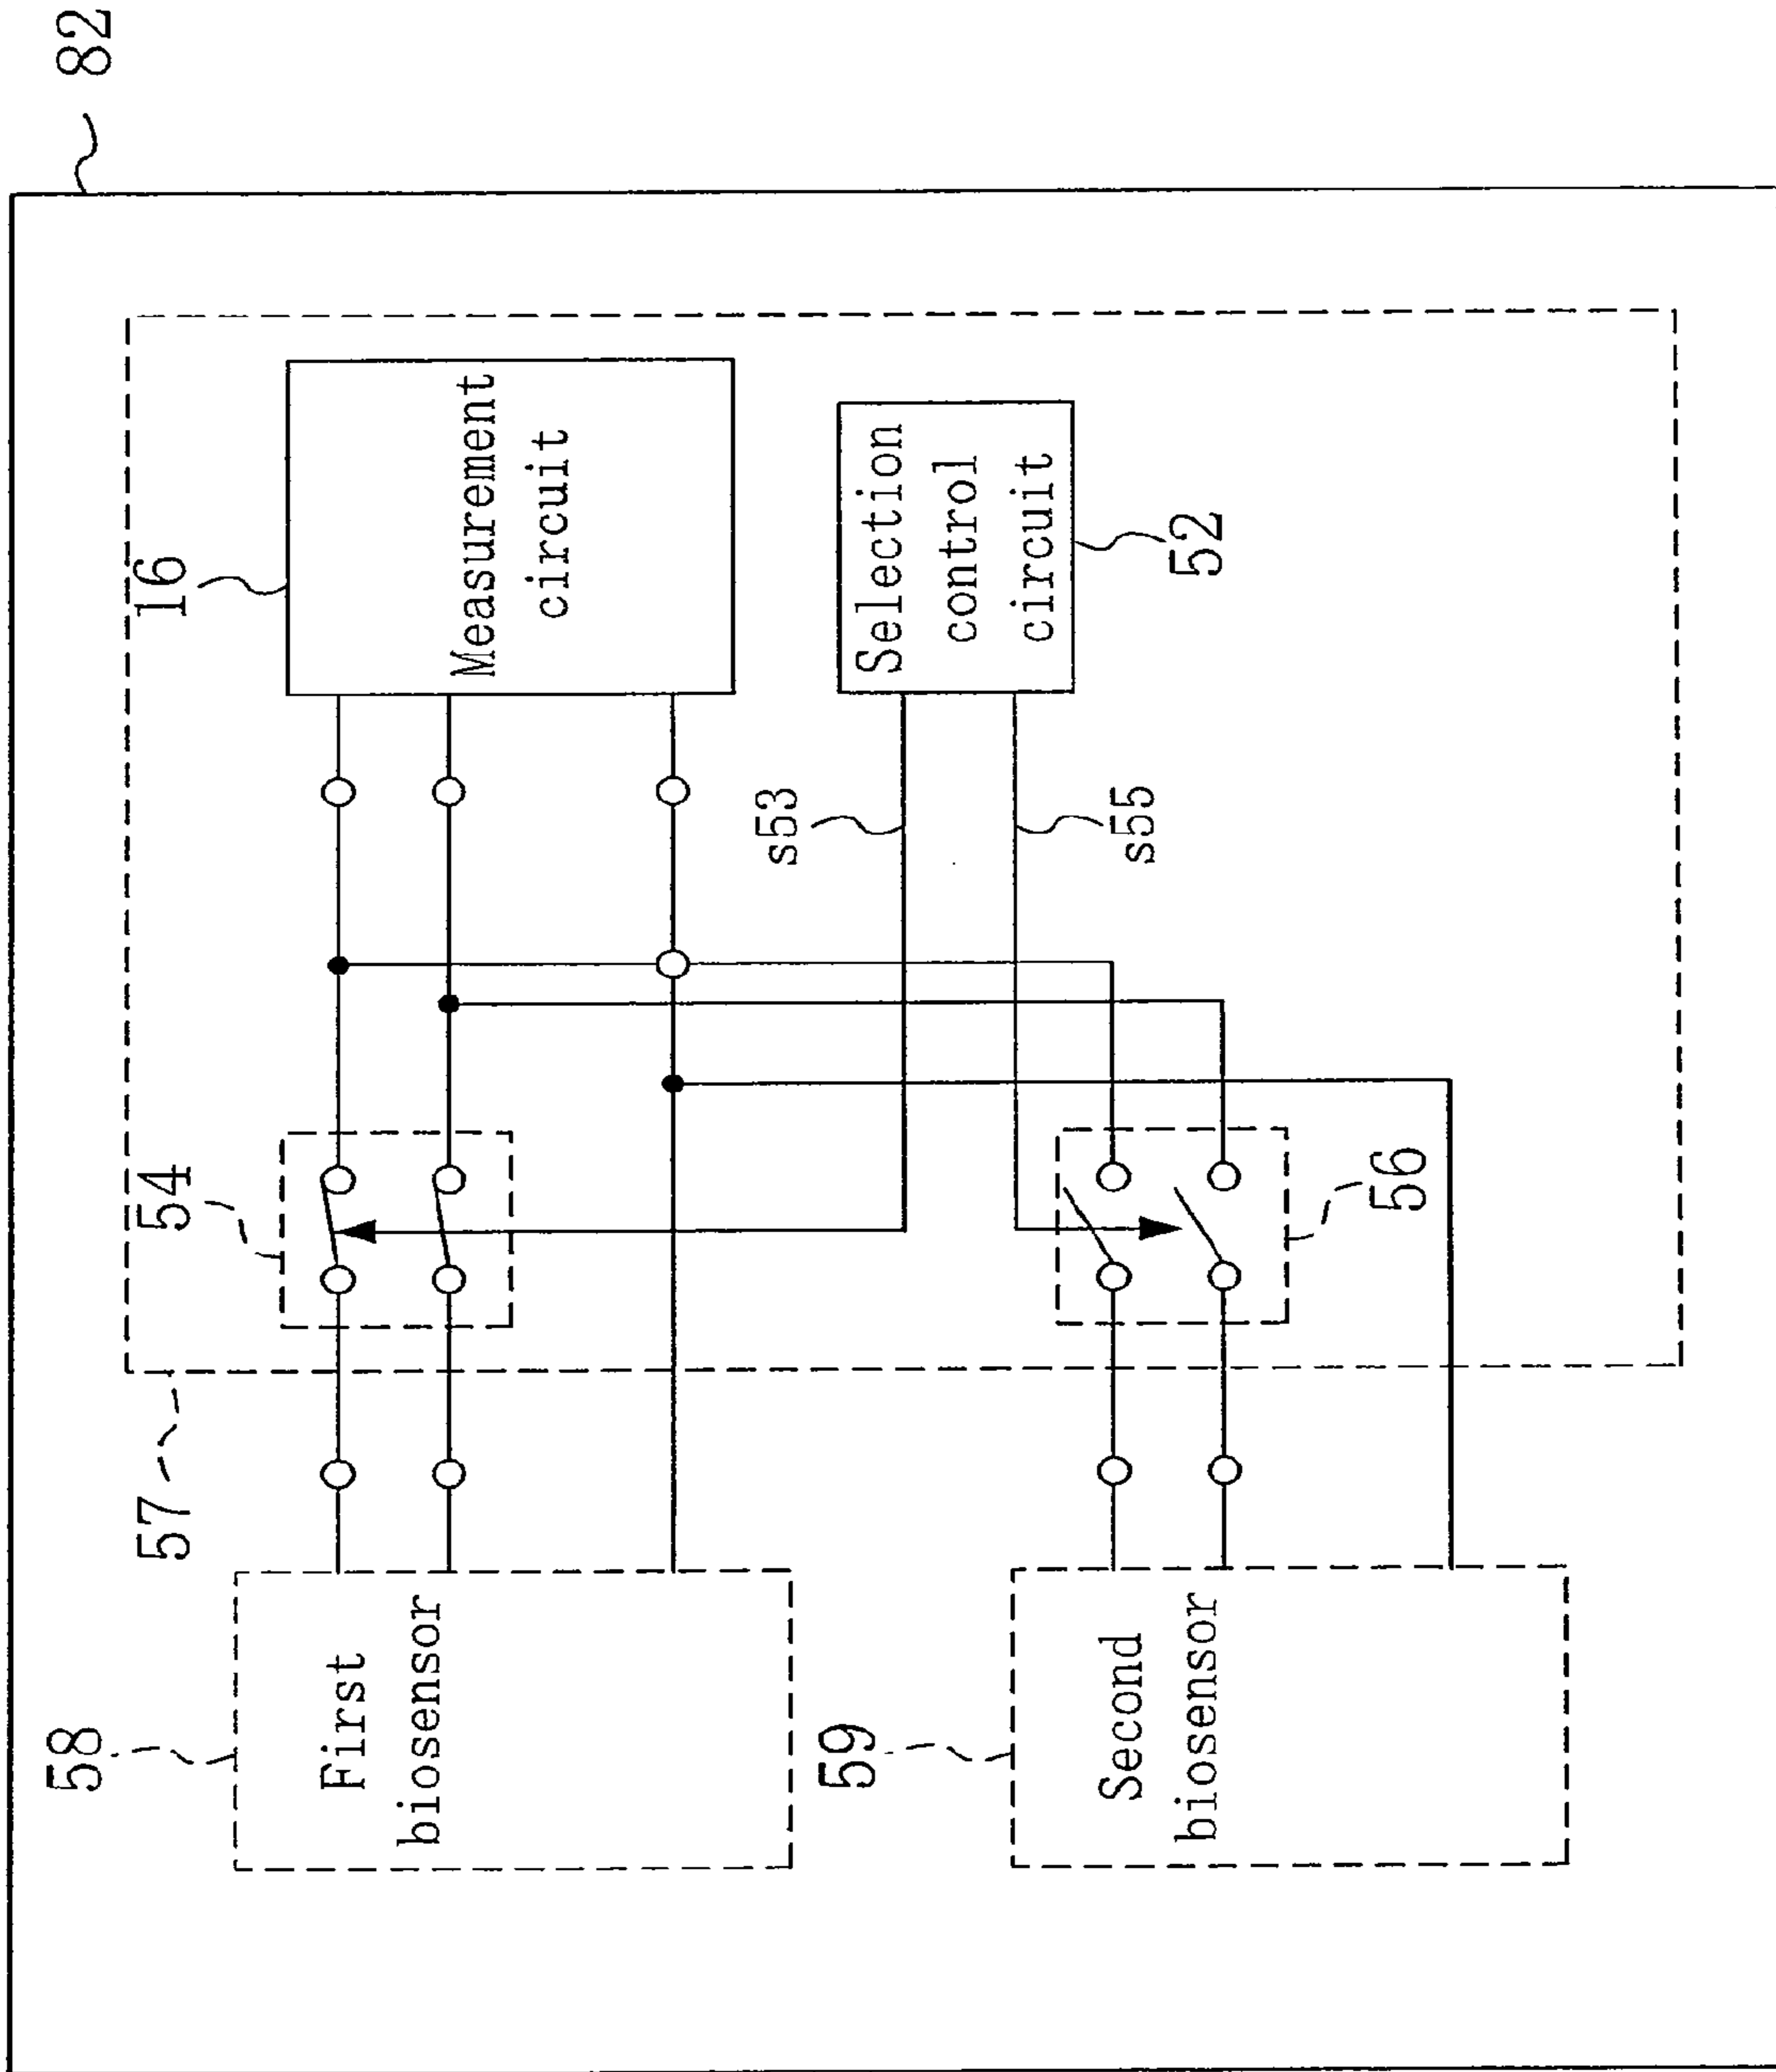 82
57
54
16
Measurement
circuit
58
First
biosensor
s53
Selection
control
circuit
52
s55
59
Second
biosensor
56